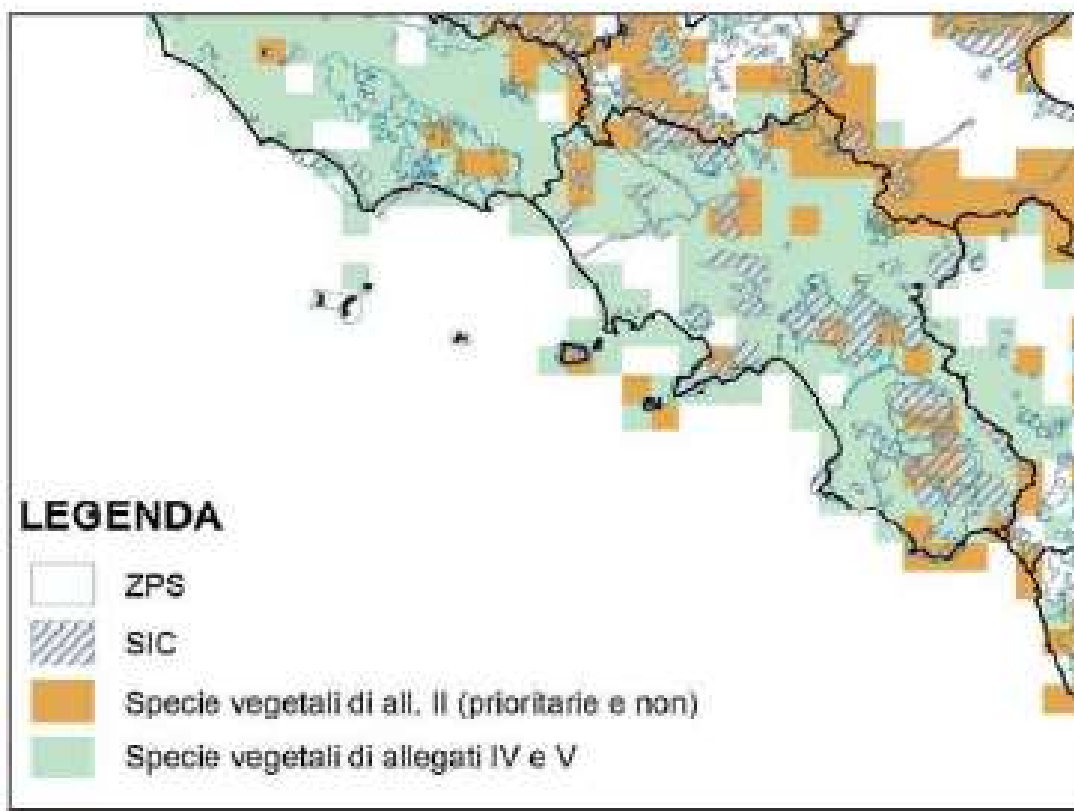 LEGENDA
ZPS
SIC
Specie vegetali di all. II (prioritarie e non)
Specie vegetali di allegati IV e V